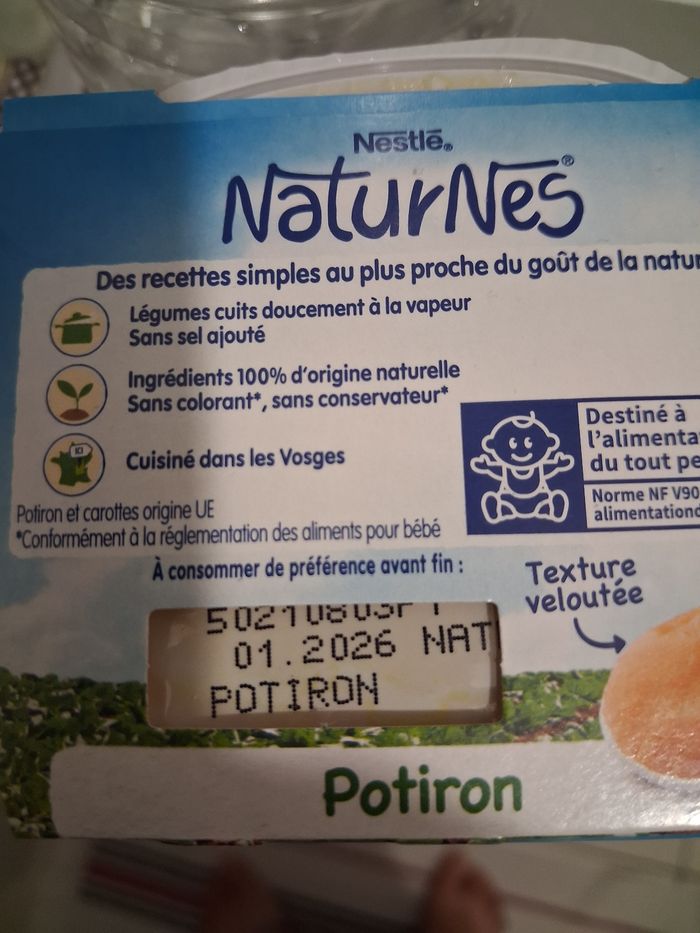 Nestlé®
NaturNes®
Des recettes simples au plus proche du goût de la natur
Légumes cuits doucement à la vapeur
Sans sel ajouté
Ingrédients 100% d'origine naturelle
Sans colorant*, sans conservateur*
ICI
Cuisiné dans les Vosges
Destiné à
l'alimenta
du tout pe
Norme NF V90
alimentation
Potiron et carottes origine UE
*Conformément à la réglementation des aliments pour bébé
À consommer de préférence avant fin :
Texture
veloutée
01.2026 NAT
POTIRON
Potiron